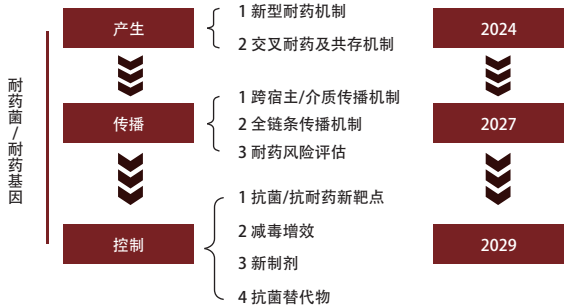 耐药菌/耐药基因
产生
1 新型耐药机制
2 交叉耐药及共存机制
2024
传播
1 跨宿主/介质传播机制
2 全链条传播机制
3 耐药风险评估
2027
控制
1 抗菌/抗耐药新靶点
2 减毒增效
3 新制剂
4 抗菌替代物
2029